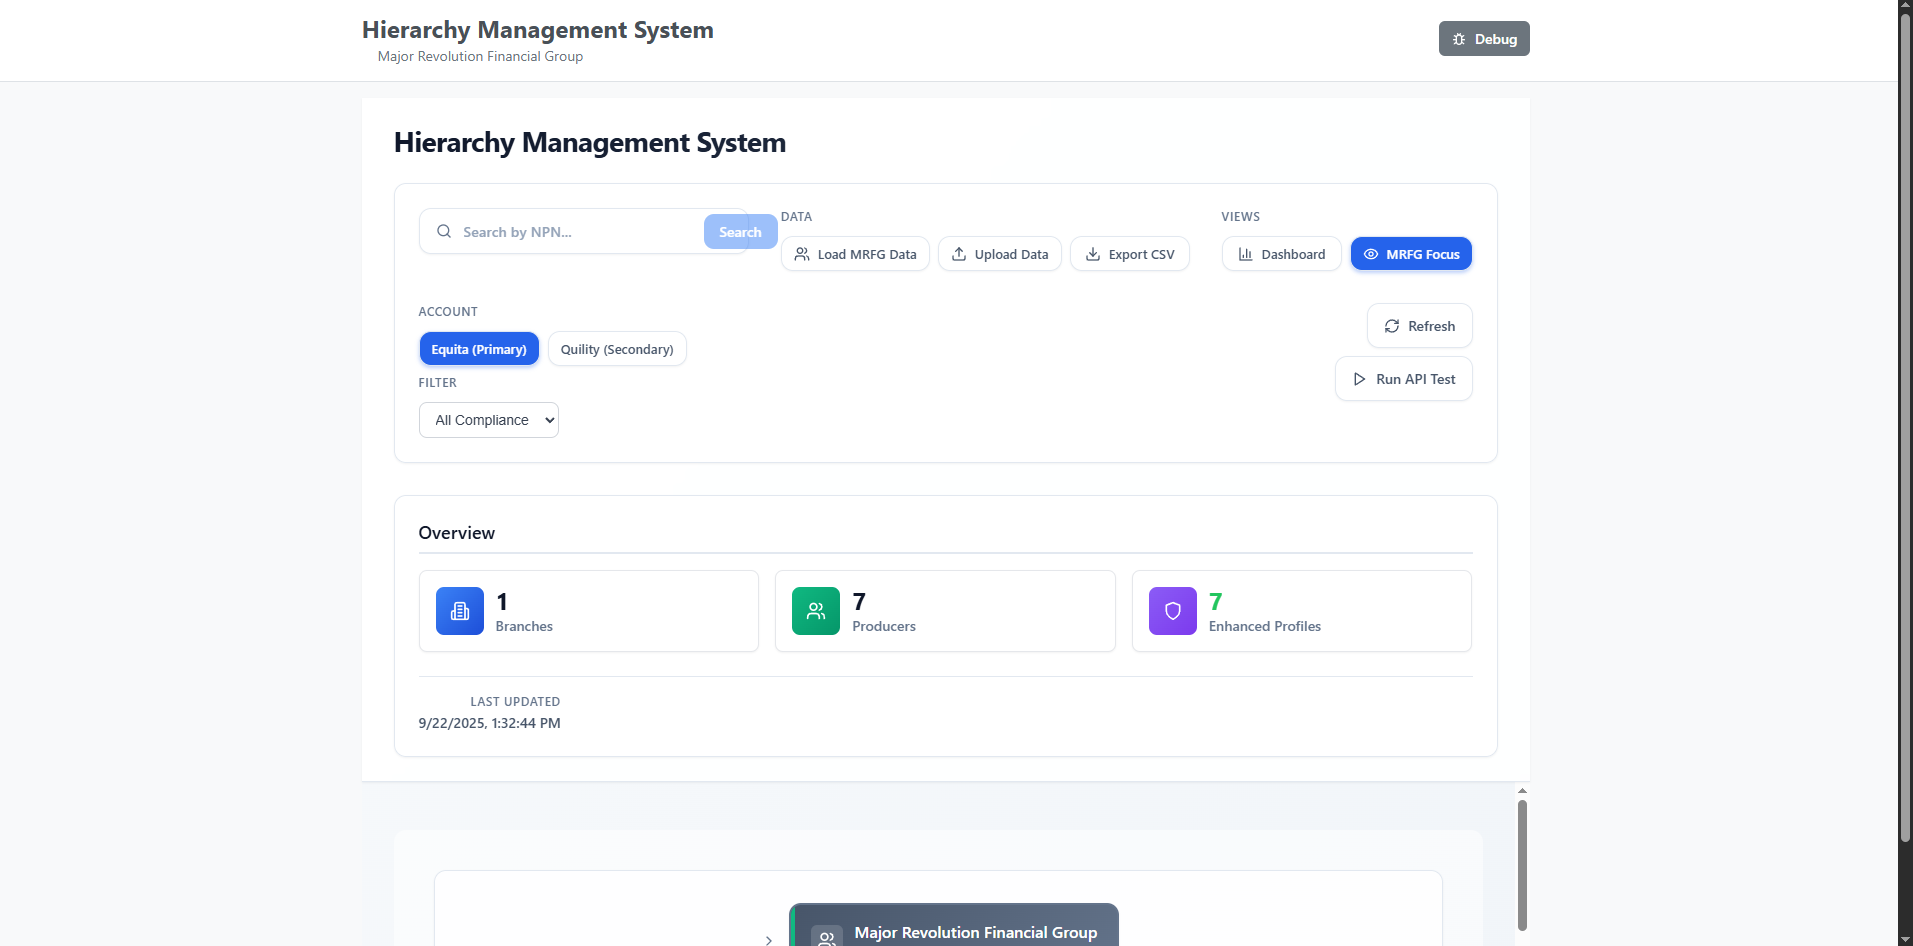 Hierarchy Management System
Major Revolution Financial Group
Debug
Hierarchy Management System
Search by NPN...
Search
DATA
Load MRFG Data
Upload Data
Export CSV
VIEWS
Dashboard
MRFG Focus
ACCOUNT
Equita (Primary)
Quility (Secondary)
Refresh
Run API Test
FILTER
All Compliance
Overview
1
Branches
7
Producers
7
Enhanced Profiles
LAST UPDATED
9/22/2025, 1:32:44 PM
Major Revolution Financial Group